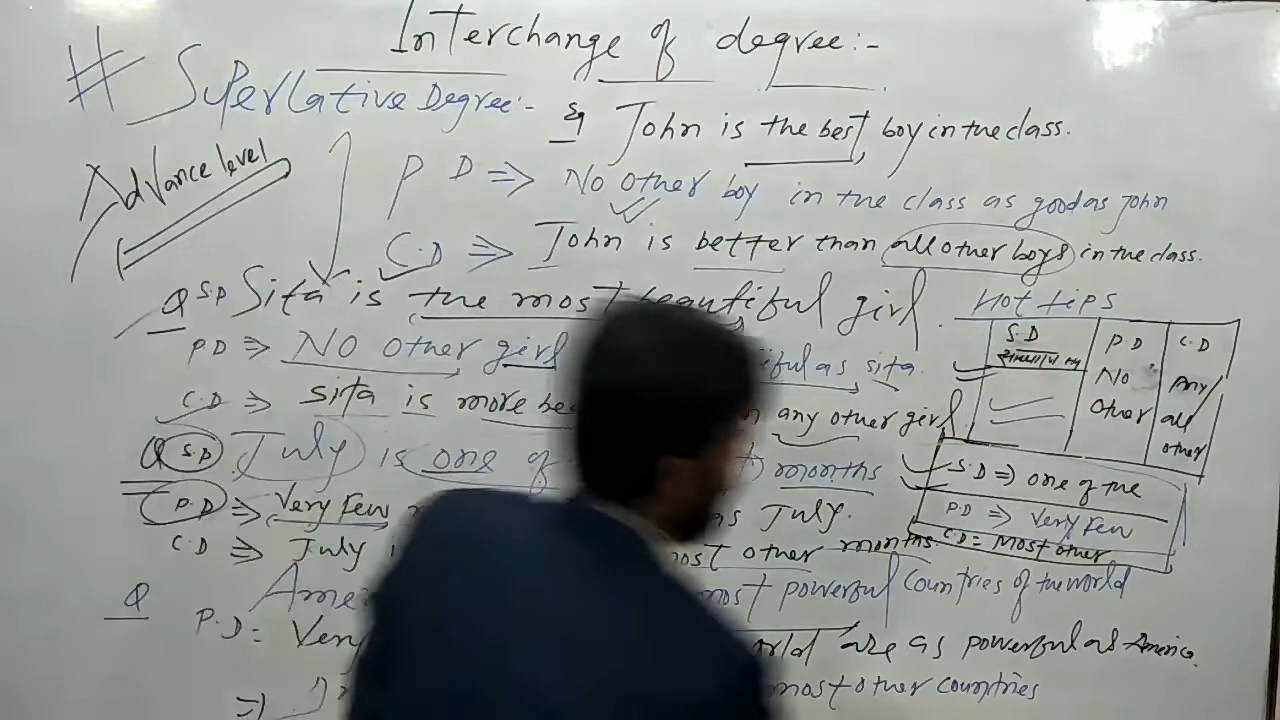 Interchange of degree:-
# Superlative Degree:-
Eg John is the best boy in the class.
Advance level
P D ⇒ No other boy in the class as good as John
C.D ⇒ John is better than all other boys in the class.
Q S.D Sita is the most beautiful girl.
PD ⇒ No other girl as sita.
C.D ⇒ sita is more any other girl
Q S.D July is one of months
P.D ⇒ Very Few as July.
C.D ⇒ July most other months.
Q Ame most powerful Countries of the world
P.D = Very are as powerful as America.
⇒ most other countries
Hot tips
S.D P.D C.D
No other
Any/all other
S.D ⇒ one of the
P.D ⇒ Very Few
C.D = Most other